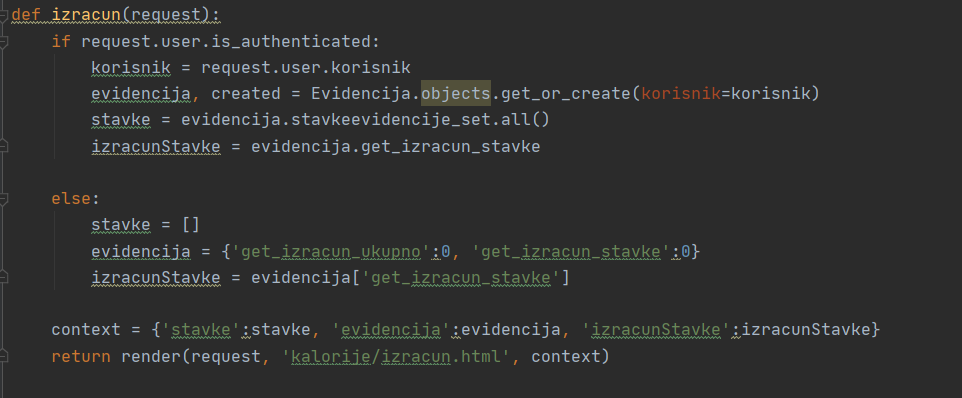 def izracun(request):
    if request.user.is_authenticated:
        korisnik = request.user.korisnik
        evidencija, created = Evidencija.objects.get_or_create(korisnik=korisnik)
        stavke = evidencija.stavkeevidencije_set.all()
        izracunStavke = evidencija.get_izracun_stavke

    else:
        stavke = []
        evidencija = {'get_izracun_ukupno':0, 'get_izracun_stavke':0}
        izracunStavke = evidencija['get_izracun_stavke']

    context = {'stavke':stavke, 'evidencija':evidencija, 'izracunStavke':izracunStavke}
    return render(request, 'kalorije/izracun.html', context)